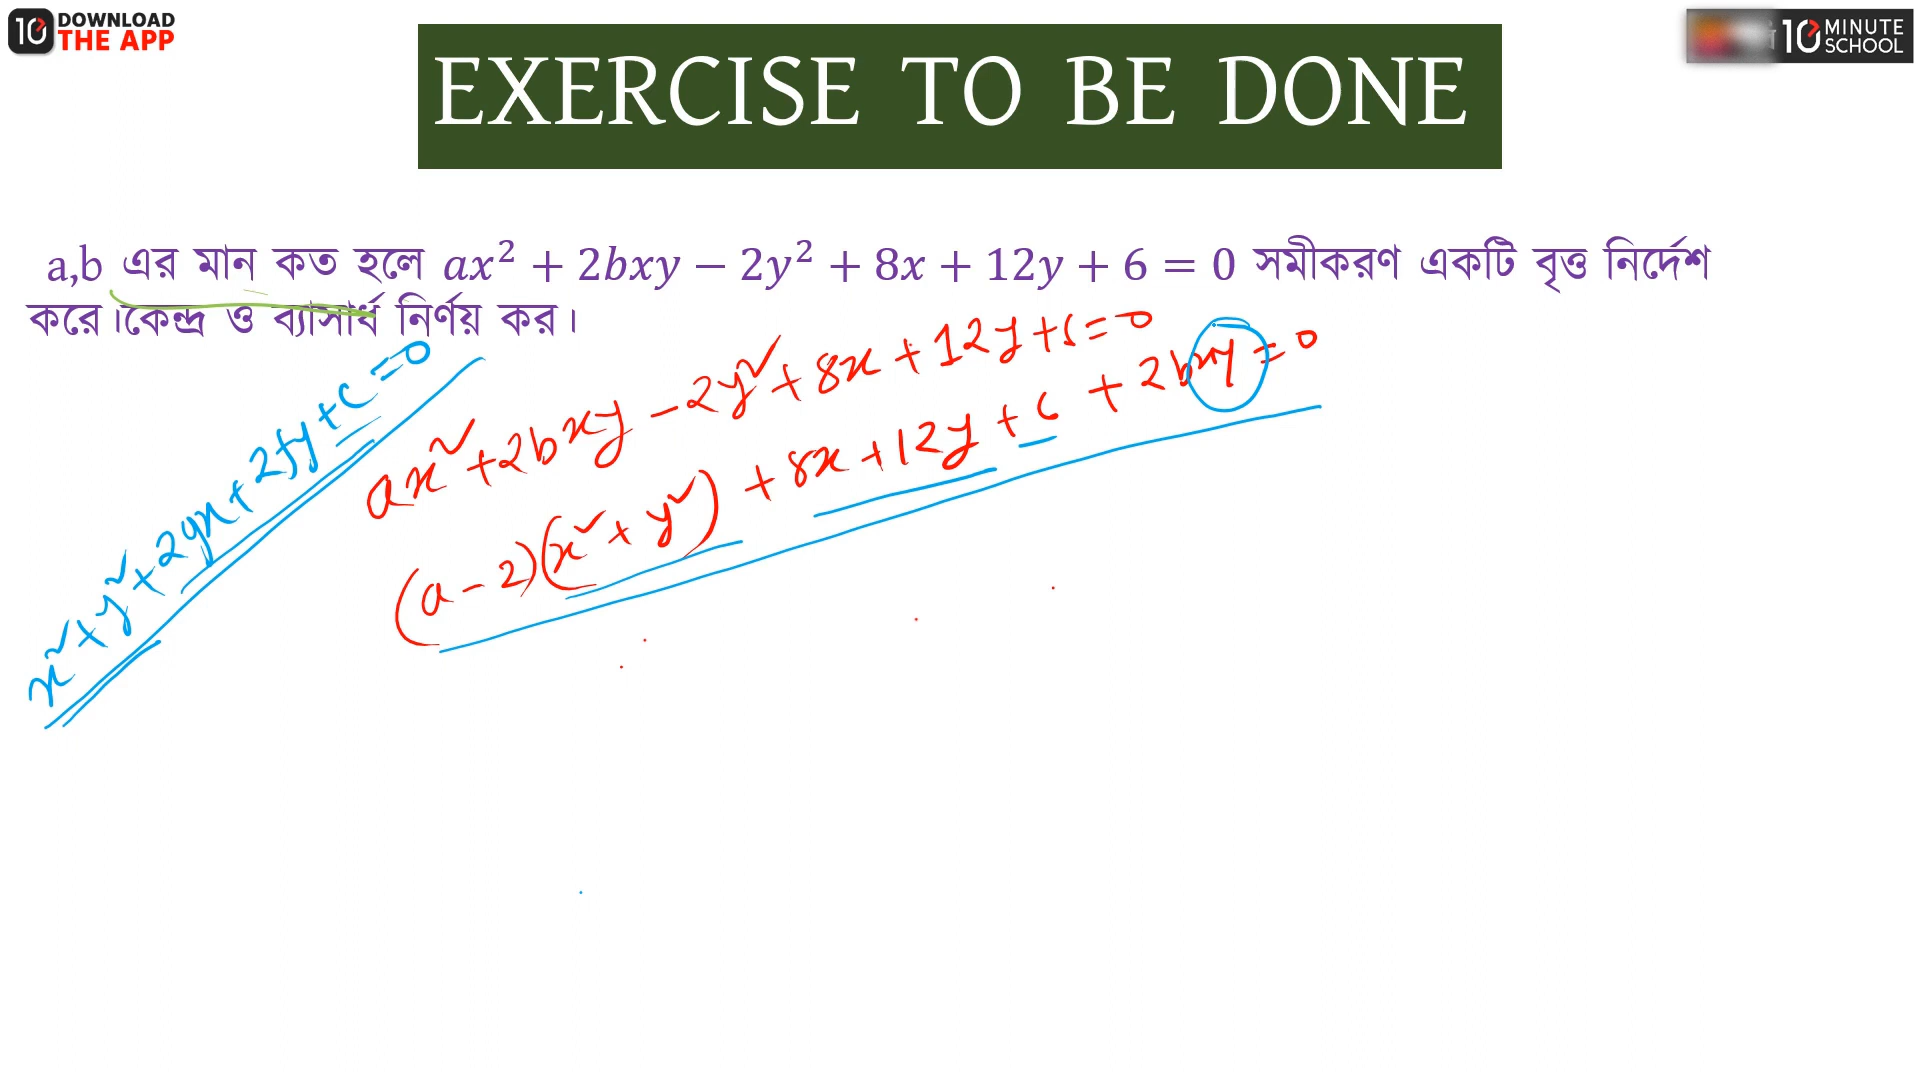 DOWNLOAD
THE APP
10 MINUTE
SCHOOL
EXERCISE TO BE DONE
a,b এর মান কত হলে ax² + 2bxy − 2y² + 8x + 12y + 6 = 0 সমীকরণ একটি বৃত্ত নির্দেশ
করে।কেন্দ্র ও ব্যাসার্ধ নির্ণয় কর।
x² + y² + 2gx + 2fy + c = 0
ax² + 2bxy − 2y² + 8x + 12y + 6 = 0
(a − 2)(x² + y²) + 8x + 12y + 6 + 2bxy = 0